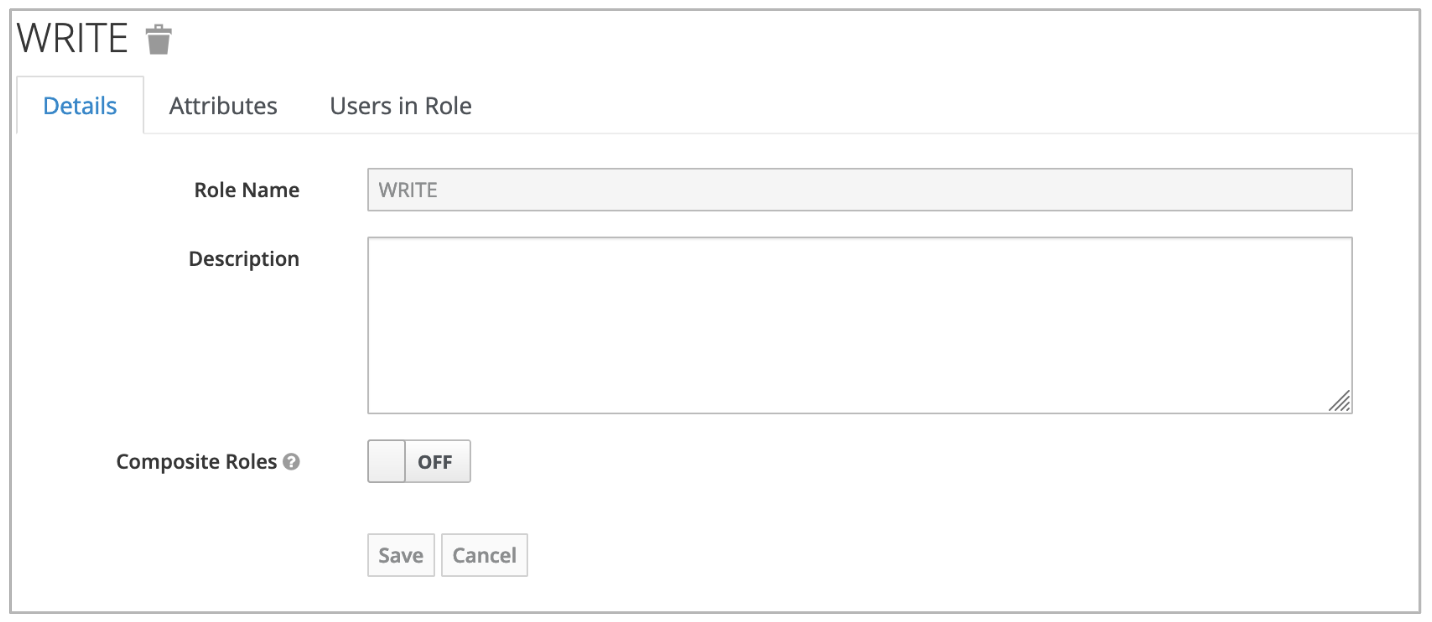 WRITE
Details Attributes Users in Role
Role Name WRITE
Description
Composite Roles ? OFF
Save Cancel